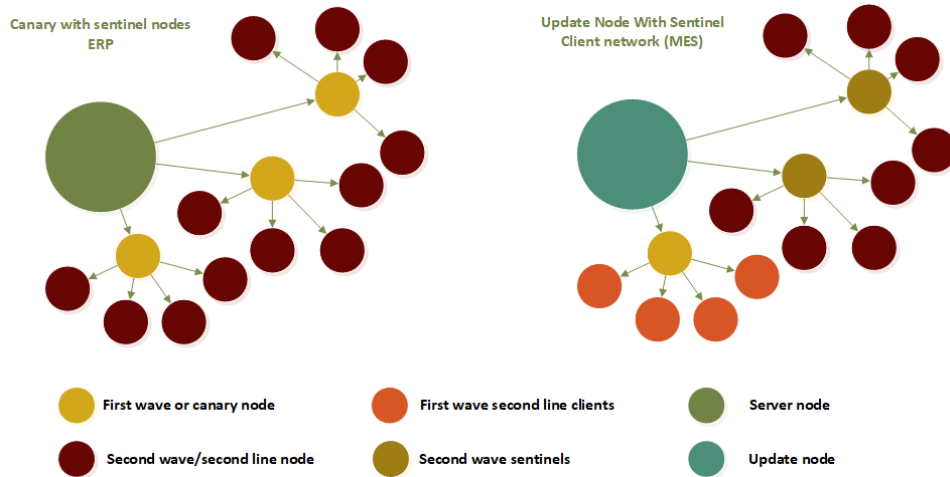 Canary with sentinel nodes
ERP
Update Node With Sentinel
Client network (MES)
First wave or canary node
First wave second line clients
Server node
Second wave/second line node
Second wave sentinels
Update node